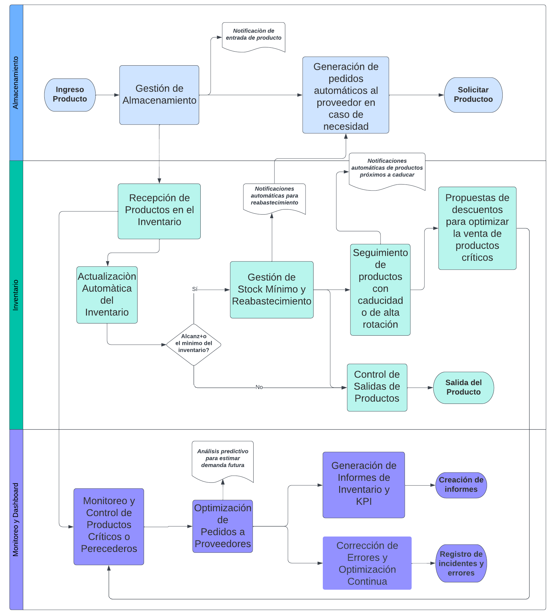 Almacenamiento
Notificación de
entrada de producto
Ingreso
Producto
Gestión de
Almacenamiento
Generación de
pedidos
automáticos al
proveedor en
caso de
necesidad
Solicitar
Productoo
Inventario
Notificaciones
automáticas de productos
próximos a caducar
Notificaciones
automáticas para
reabastecimiento
Recepción de
Productos en el
Inventario
Propuestas de
descuentos
para optimizar
la venta de
productos
críticos
Actualizaciòn
Automàtica
del
Inventario
Gestión de
Stock Mínimo y
Reabastecimiento
Seguimiento
de
productos
con
caducidad
o de alta
rotación
SÍ
Alcanz+o
el mìnimo del
inventario?
No
Control de
Salidas de
Productos
Salida del
Producto
Monitoreo y Dashboard
Análisis predictivo
para estimar
demanda futura
Monitoreo y
Control de
Productos
Críticos o
Perecederos
Optimización
de
Pedidos a
Proveedores
Generación de
Informes de
Inventario y
KPI
Creación de
informes
Corrección de
Errores y
Optimización
Continua
Registro de
incidentes y
errores